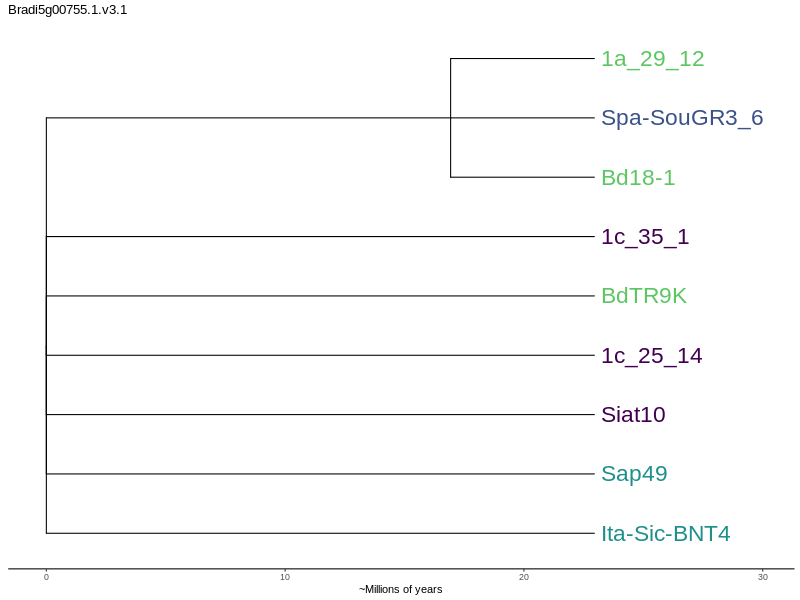 Bradi5g00755.1.v3.1
1a_29_12
Spa-SouGR3_6
Bd18-1
1c_35_1
BdTR9K
1c_25_14
Siat10
Sap49
Ita-Sic-BNT4
0 10 20 30
~Millions of years